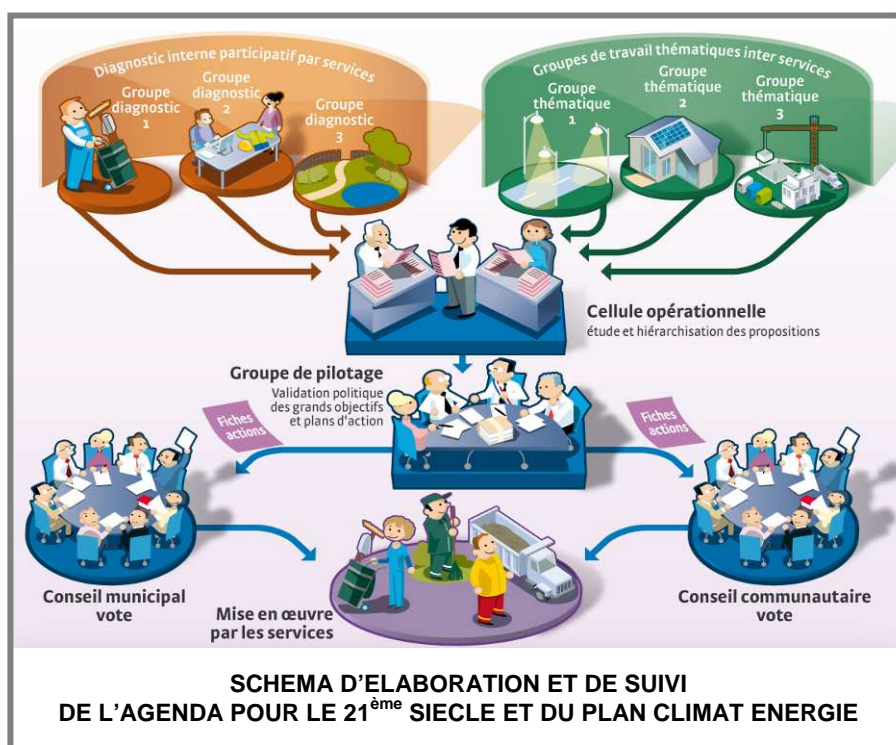 Diagnostic interne participatif par services
Groupe
diagnostic
1
Groupe
diagnostic
2
Groupe
diagnostic
3
Groupes de travail thématiques inter services
Groupe
thématique
1
Groupe
thématique
2
Groupe
thématique
3
Cellule opérationnelle
étude et hiérarchisation des propositions
Groupe de pilotage
Validation politique
des grands objectifs
et plans d'action
Fiches
actions
Fiches
actions
Conseil municipal
vote
Mise en œuvre
par les services
Conseil communautaire
vote
SCHEMA D'ELABORATION ET DE SUIVI
DE L'AGENDA POUR LE 21ème SIECLE ET DU PLAN CLIMAT ENERGIE